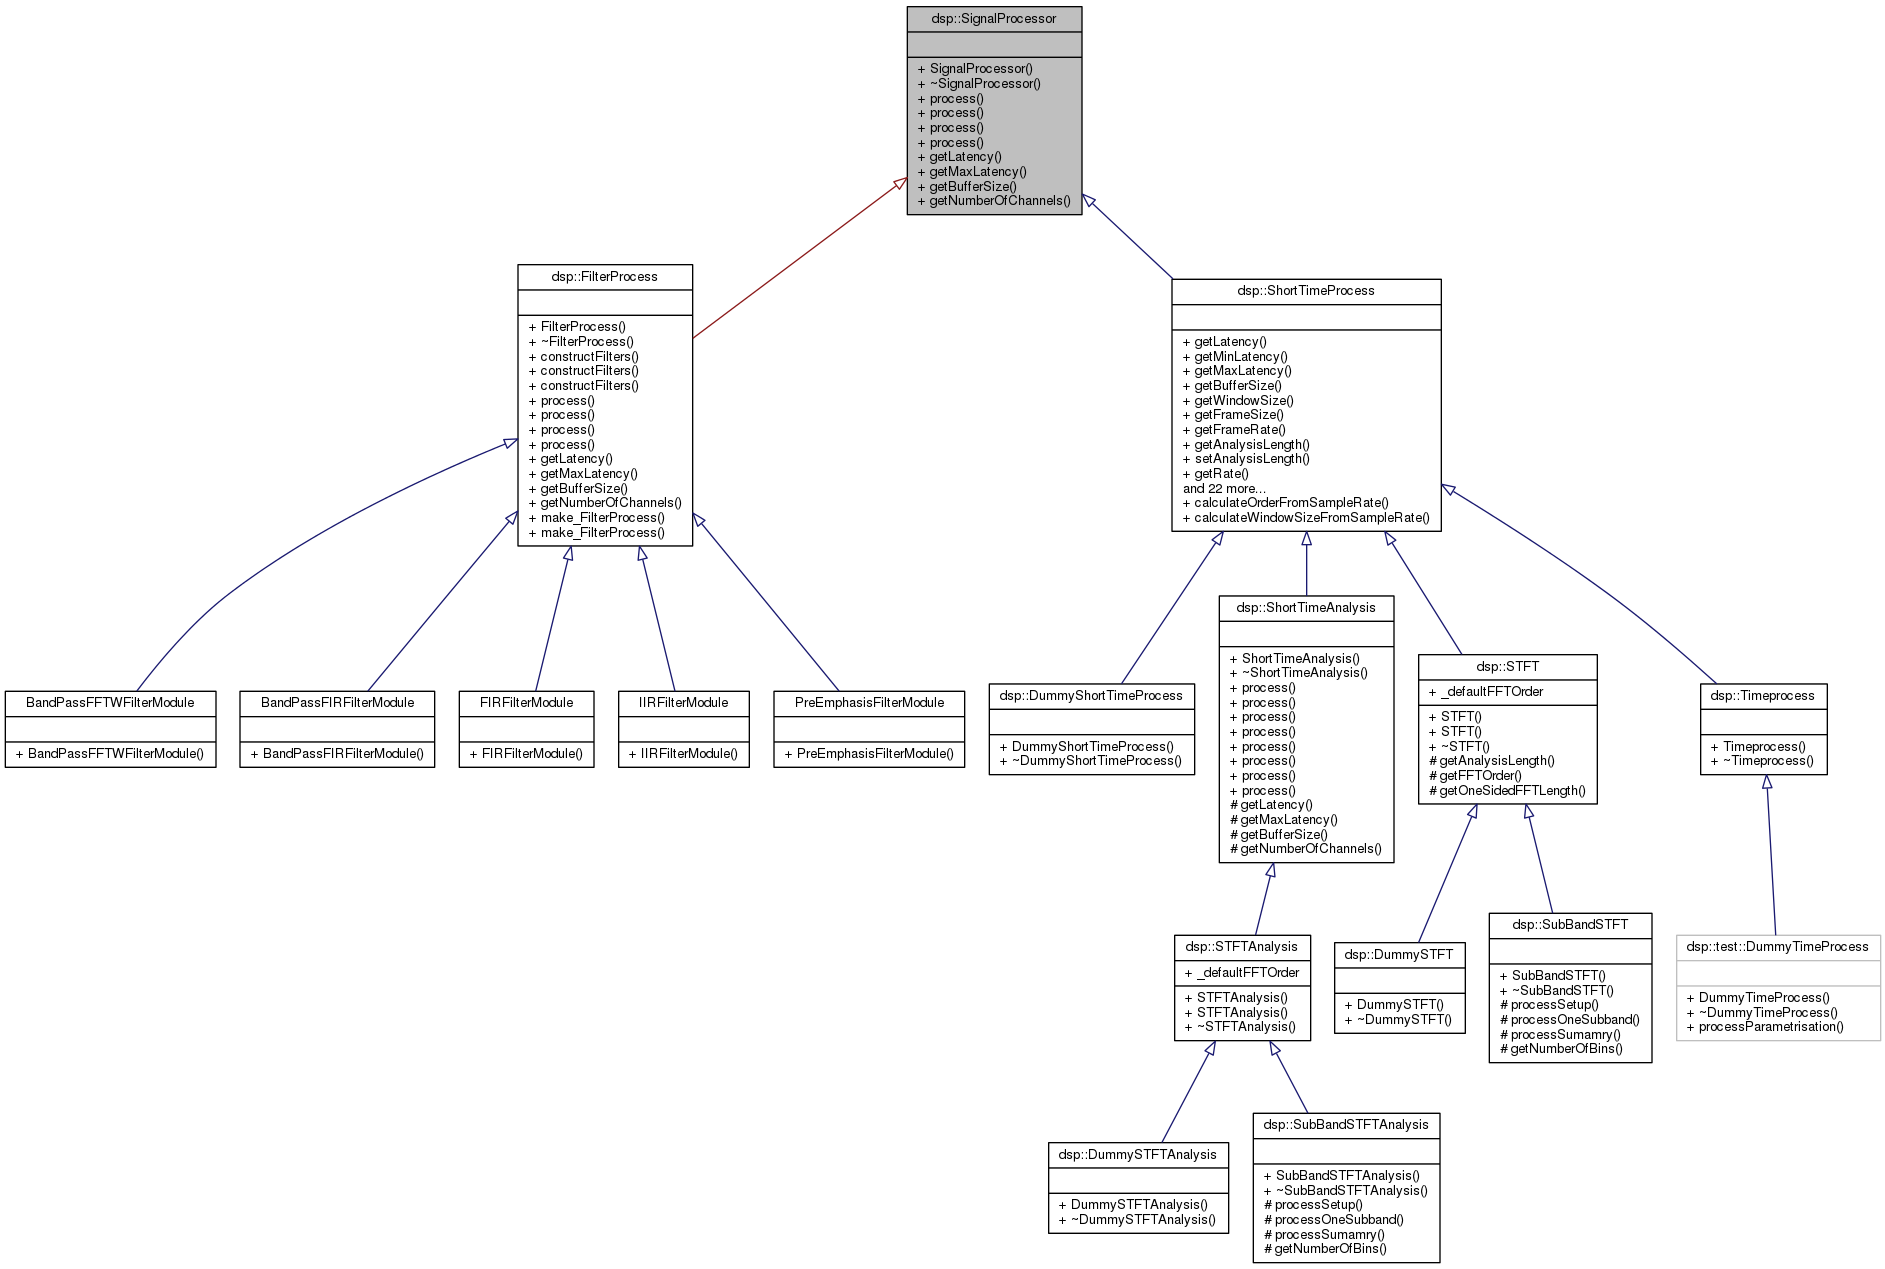 dsp::SignalProcessor
+ SignalProcessor()
+ ~SignalProcessor()
+ process()
+ process()
+ process()
+ process()
+ getLatency()
+ getMaxLatency()
+ getBufferSize()
+ getNumberOfChannels()
dsp::FilterProcess
+ FilterProcess()
+ ~FilterProcess()
+ constructFilters()
+ constructFilters()
+ constructFilters()
+ process()
+ process()
+ process()
+ process()
+ getLatency()
+ getMaxLatency()
+ getBufferSize()
+ getNumberOfChannels()
+ make_FilterProcess()
+ make_FilterProcess()
dsp::ShortTimeProcess
+ getLatency()
+ getMinLatency()
+ getMaxLatency()
+ getBufferSize()
+ getWindowSize()
+ getFrameSize()
+ getFrameRate()
+ getAnalysisLength()
+ setAnalysisLength()
+ getRate()
and 22 more...
+ calculateOrderFromSampleRate()
+ calculateWindowSizeFromSampleRate()
BandPassFFTWFilterModule
+ BandPassFFTWFilterModule()
BandPassFIRFilterModule
+ BandPassFIRFilterModule()
FIRFilterModule
+ FIRFilterModule()
IIRFilterModule
+ IIRFilterModule()
PreEmphasisFilterModule
+ PreEmphasisFilterModule()
dsp::DummyShortTimeProcess
+ DummyShortTimeProcess()
+ ~DummyShortTimeProcess()
dsp::ShortTimeAnalysis
+ ShortTimeAnalysis()
+ ~ShortTimeAnalysis()
+ process()
+ process()
+ process()
+ process()
+ process()
+ process()
+ process()
+ process()
# getLatency()
# getMaxLatency()
# getBufferSize()
# getNumberOfChannels()
dsp::STFT
+ _defaultFFTOrder
+ STFT()
+ STFT()
+ ~STFT()
# getAnalysisLength()
# getFFTOrder()
# getOneSidedFFTLength()
dsp::Timeprocess
+ Timeprocess()
+ ~Timeprocess()
dsp::STFTAnalysis
+ _defaultFFTOrder
+ STFTAnalysis()
+ STFTAnalysis()
+ ~STFTAnalysis()
dsp::DummySTFT
+ DummySTFT()
+ ~DummySTFT()
dsp::SubBandSTFT
+ SubBandSTFT()
+ ~SubBandSTFT()
# processSetup()
# processOneSubband()
# processSumamry()
# getNumberOfBins()
dsp::test::DummyTimeProcess
+ DummyTimeProcess()
+ ~DummyTimeProcess()
+ processParametrisation()
dsp::DummySTFTAnalysis
+ DummySTFTAnalysis()
+ ~DummySTFTAnalysis()
dsp::SubBandSTFTAnalysis
+ SubBandSTFTAnalysis()
+ ~SubBandSTFTAnalysis()
# processSetup()
# processOneSubband()
# processSumamry()
# getNumberOfBins()